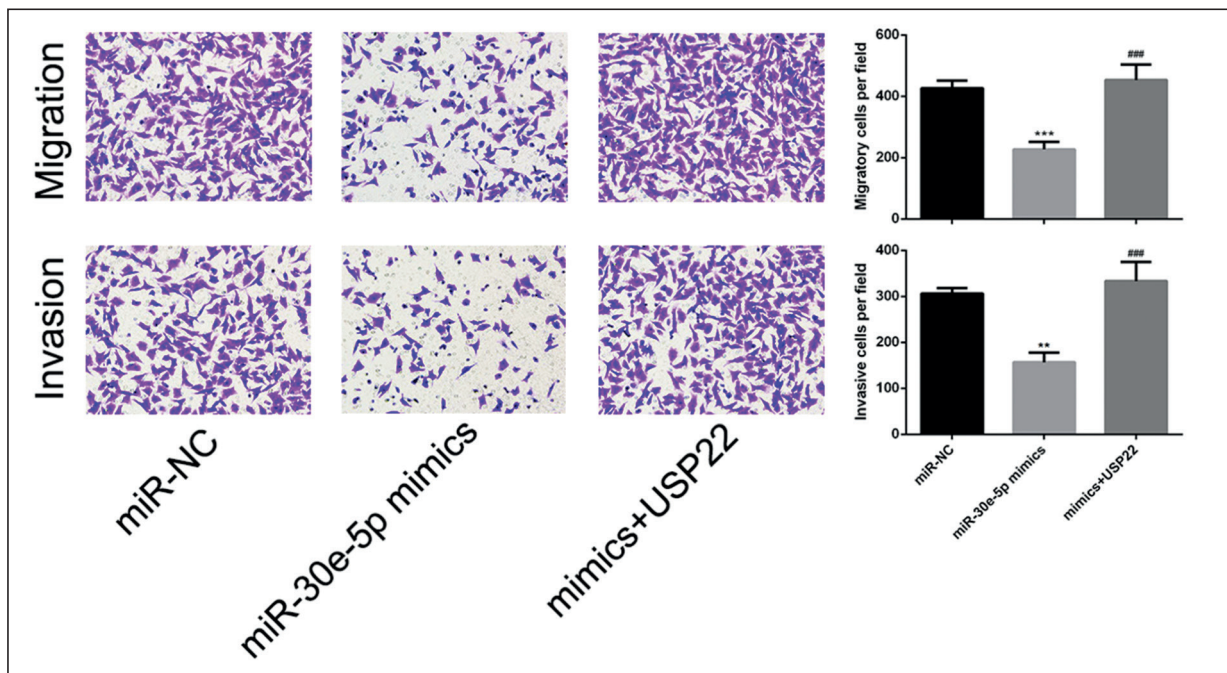 Migration
Invasion
miR-NC
miR-30e-5p mimics
mimics+USP22
Migratory cells per field
600
400
200
0
***
###
Invasive cells per field
400
300
200
100
0
**
###
miR-NC
miR-30e-5p mimics
mimics+USP22